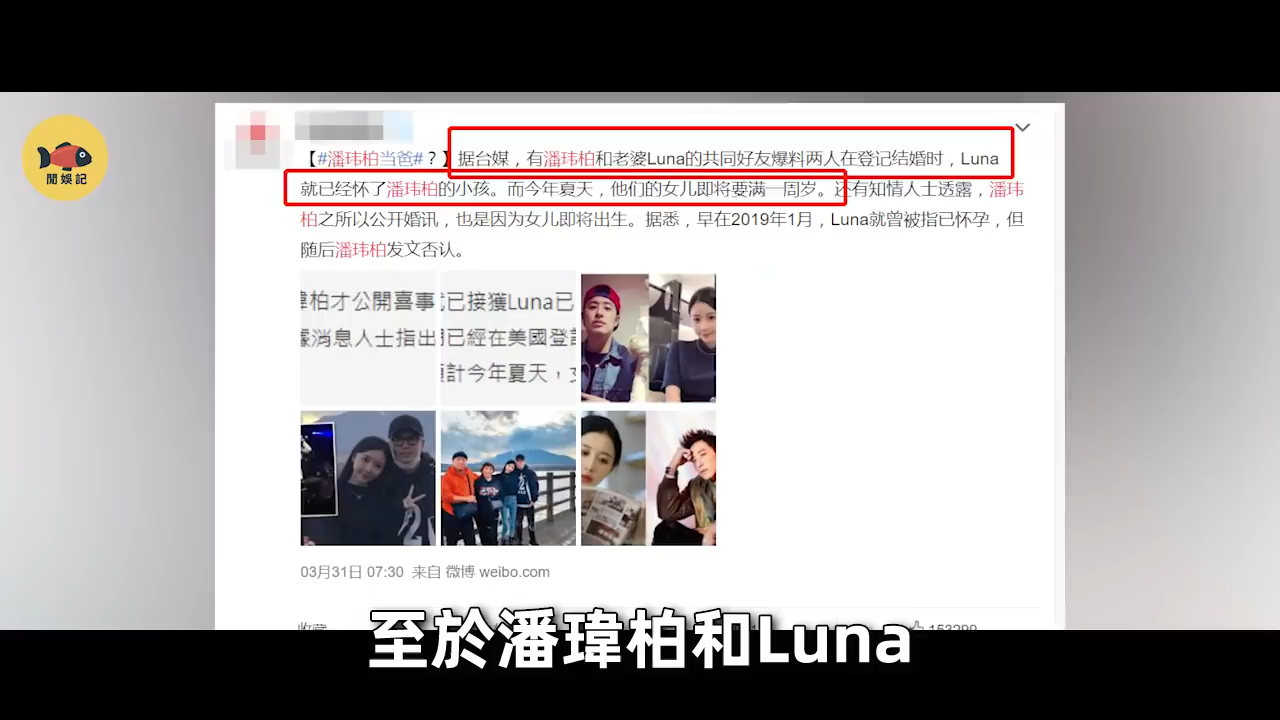 【#潘玮柏当爸#？】据台媒，有潘玮柏和老婆Luna的共同好友爆料两人在登记结婚时，Luna
就已经怀了潘玮柏的小孩。而今年夏天，他们的女儿即将要满一周岁。还有知情人士透露，潘玮
柏之所以公开婚讯，也是因为女儿即将出生。据悉，早在2019年1月，Luna就曾被指已怀孕，但
随后潘玮柏发文否认。
閒娛記
柏才公開喜事
已接獲Luna已
消息人士指出
已經在美國登
計今年夏天，
03月31日 07:30 来自 微博 weibo.com
至於潘瑋柏和Luna